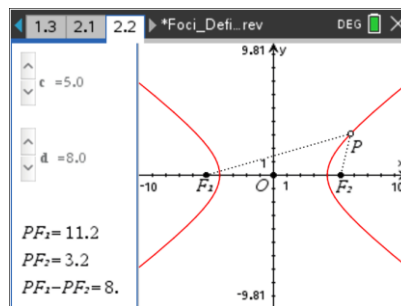 1.3 2.1 2.2 *Foci_Defi...rev DEG
c =5.0
d =8.0
PF₁= 11.2
PF₂= 3.2
PF₁−PF₂= 8.
9.81 y
P
1 x
-10 F₁ O 1 F₂ 10
-9.81